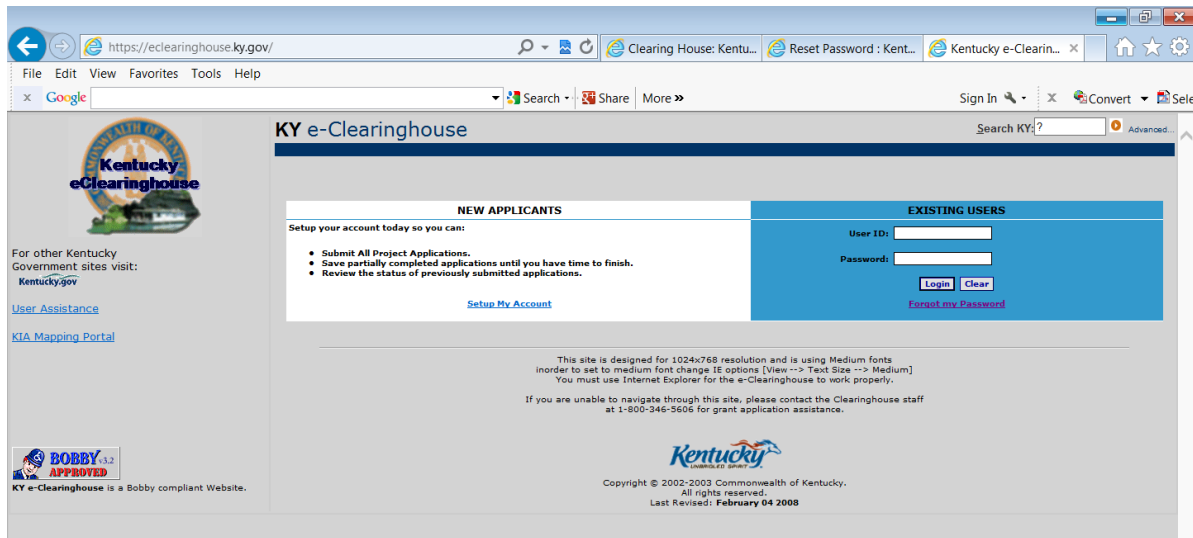 https://eclearinghouse.ky.gov/
Clearing House: Kentu...
Reset Password : Kent...
Kentucky e-Clearin...
File Edit View Favorites Tools Help
x Google Search Share More » Sign In x Convert Sele
KY e-Clearinghouse
Search KY: ? Advanced...
COMMONWEALTH OF
Kentucky
eClearinghouse
For other Kentucky
Government sites visit:
Kentucky.gov
User Assistance
KIA Mapping Portal
NEW APPLICANTS
Setup your account today so you can:
• Submit All Project Applications.
• Save partially completed applications until you have time to finish.
• Review the status of previously submitted applications.
Setup My Account
EXISTING USERS
User ID:
Password:
Login Clear
Forgot my Password
This site is designed for 1024x768 resolution and is using Medium fonts
inorder to set to medium font change IE options [View --> Text Size --> Medium]
You must use Internet Explorer for the e-Clearinghouse to work properly.
If you are unable to navigate through this site, please contact the Clearinghouse staff
at 1-800-346-5606 for grant application assistance.
BOBBY v3.2
APPROVED
KY e-Clearinghouse is a Bobby compliant Website.
Kentucky
UNBRIDLED SPIRIT
Copyright © 2002-2003 Commonwealth of Kentucky.
All rights reserved.
Last Revised: February 04 2008